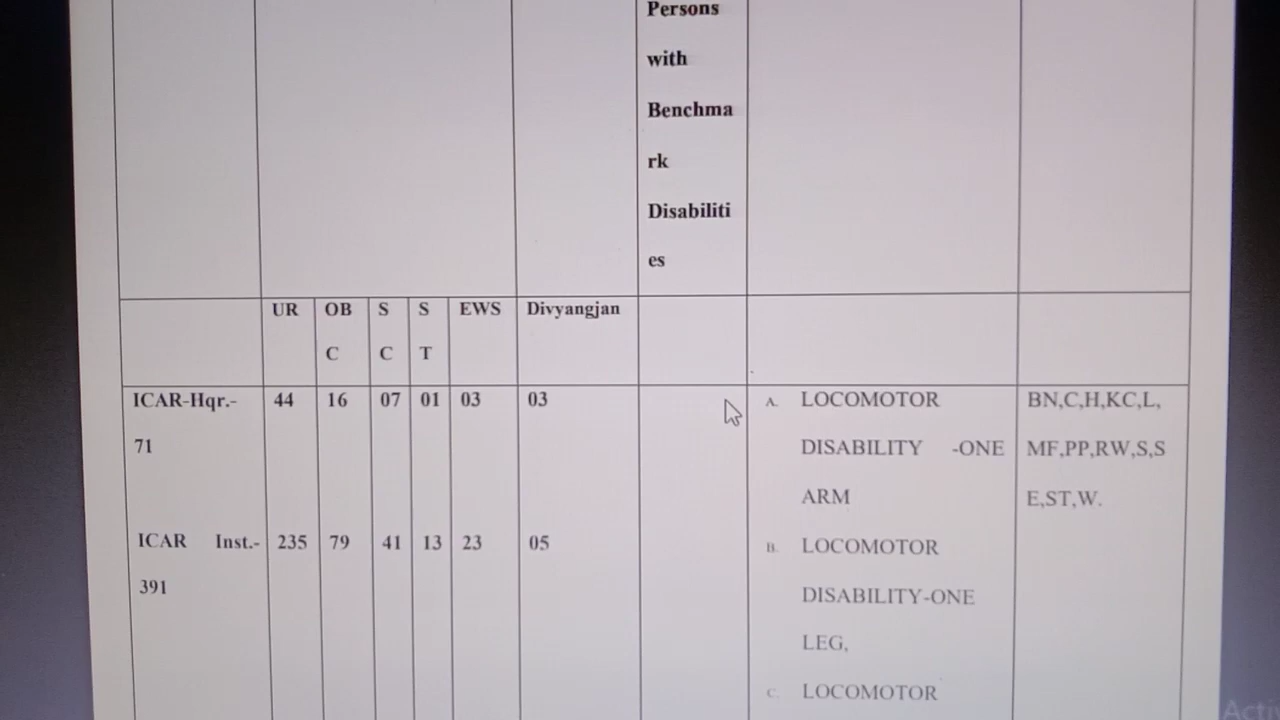 Persons
with
Benchma
rk
Disabiliti
es
UR OB S S EWS Divyangjan
C C T
ICAR-Hqr.- 44 16 07 01 03 03 A. LOCOMOTOR BN,C,H,KC,L,
71 DISABILITY -ONE MF,PP,RW,S,S
ARM E,ST,W.
ICAR Inst.- 235 79 41 13 23 05 B. LOCOMOTOR
391 DISABILITY-ONE
LEG,
C. LOCOMOTOR